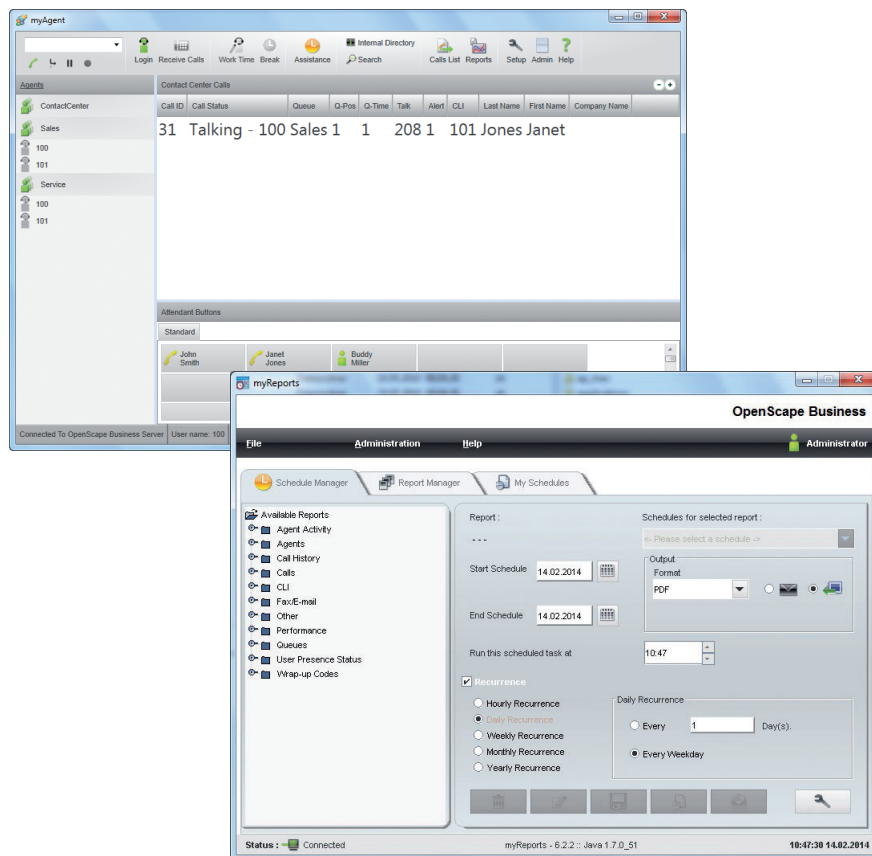 myAgent
Login Receive Calls Work Time Break Assistance Internal Directory Search Calls List Reports Setup Admin Help
Agents
Contact Center Calls
ContactCenter
Sales
100
101
Service
100
101
Call ID Call Status Queue Q-Pos Q-Time Talk Alert CLI Last Name First Name Company Name
31 Talking - 100 Sales 1 1 208 1 101 Jones Janet
Attendant Buttons
Standard
John Smith
Janet Jones
Buddy Miller
Connected To OpenScape Business Server User name: 100
myReports
OpenScape Business
File Administration Help Administrator
Schedule Manager Report Manager My Schedules
Available Reports
Agent Activity
Agents
Call History
Calls
CLI
Fax/E-mail
Other
Performance
Queues
User Presence Status
Wrap-up Codes
Report :
- - -
Schedules for selected report :
<- Please select a schedule ->
Start Schedule 14.02.2014
Output
Format
PDF
End Schedule 14.02.2014
Run this scheduled task at 10:47
Recurrence
Hourly Recurrence
Daily Recurrence
Weekly Recurrence
Monthly Recurrence
Yearly Recurrence
Daily Recurrence
Every 1 Day(s).
Every Weekday
Status : Connected
myReports - 6.2.2 :: Java 1.7.0_51
10:47:30 14.02.2014